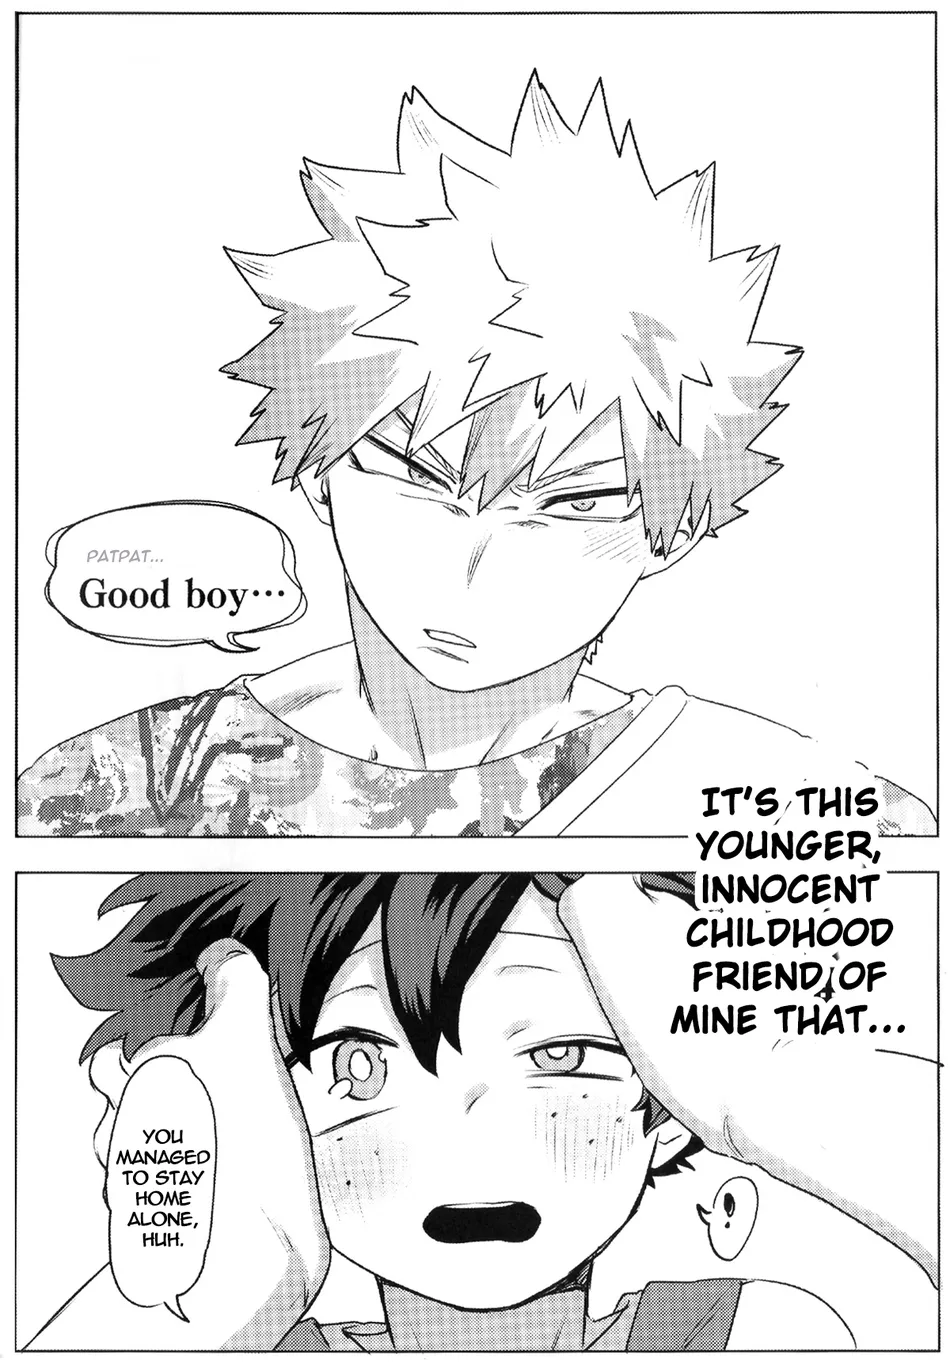 PATPAT...
Good boy…
IT'S THIS
YOUNGER,
INNOCENT
CHILDHOOD
FRIEND OF
MINE THAT...
YOU
MANAGED
TO STAY
HOME
ALONE,
HUH.
!